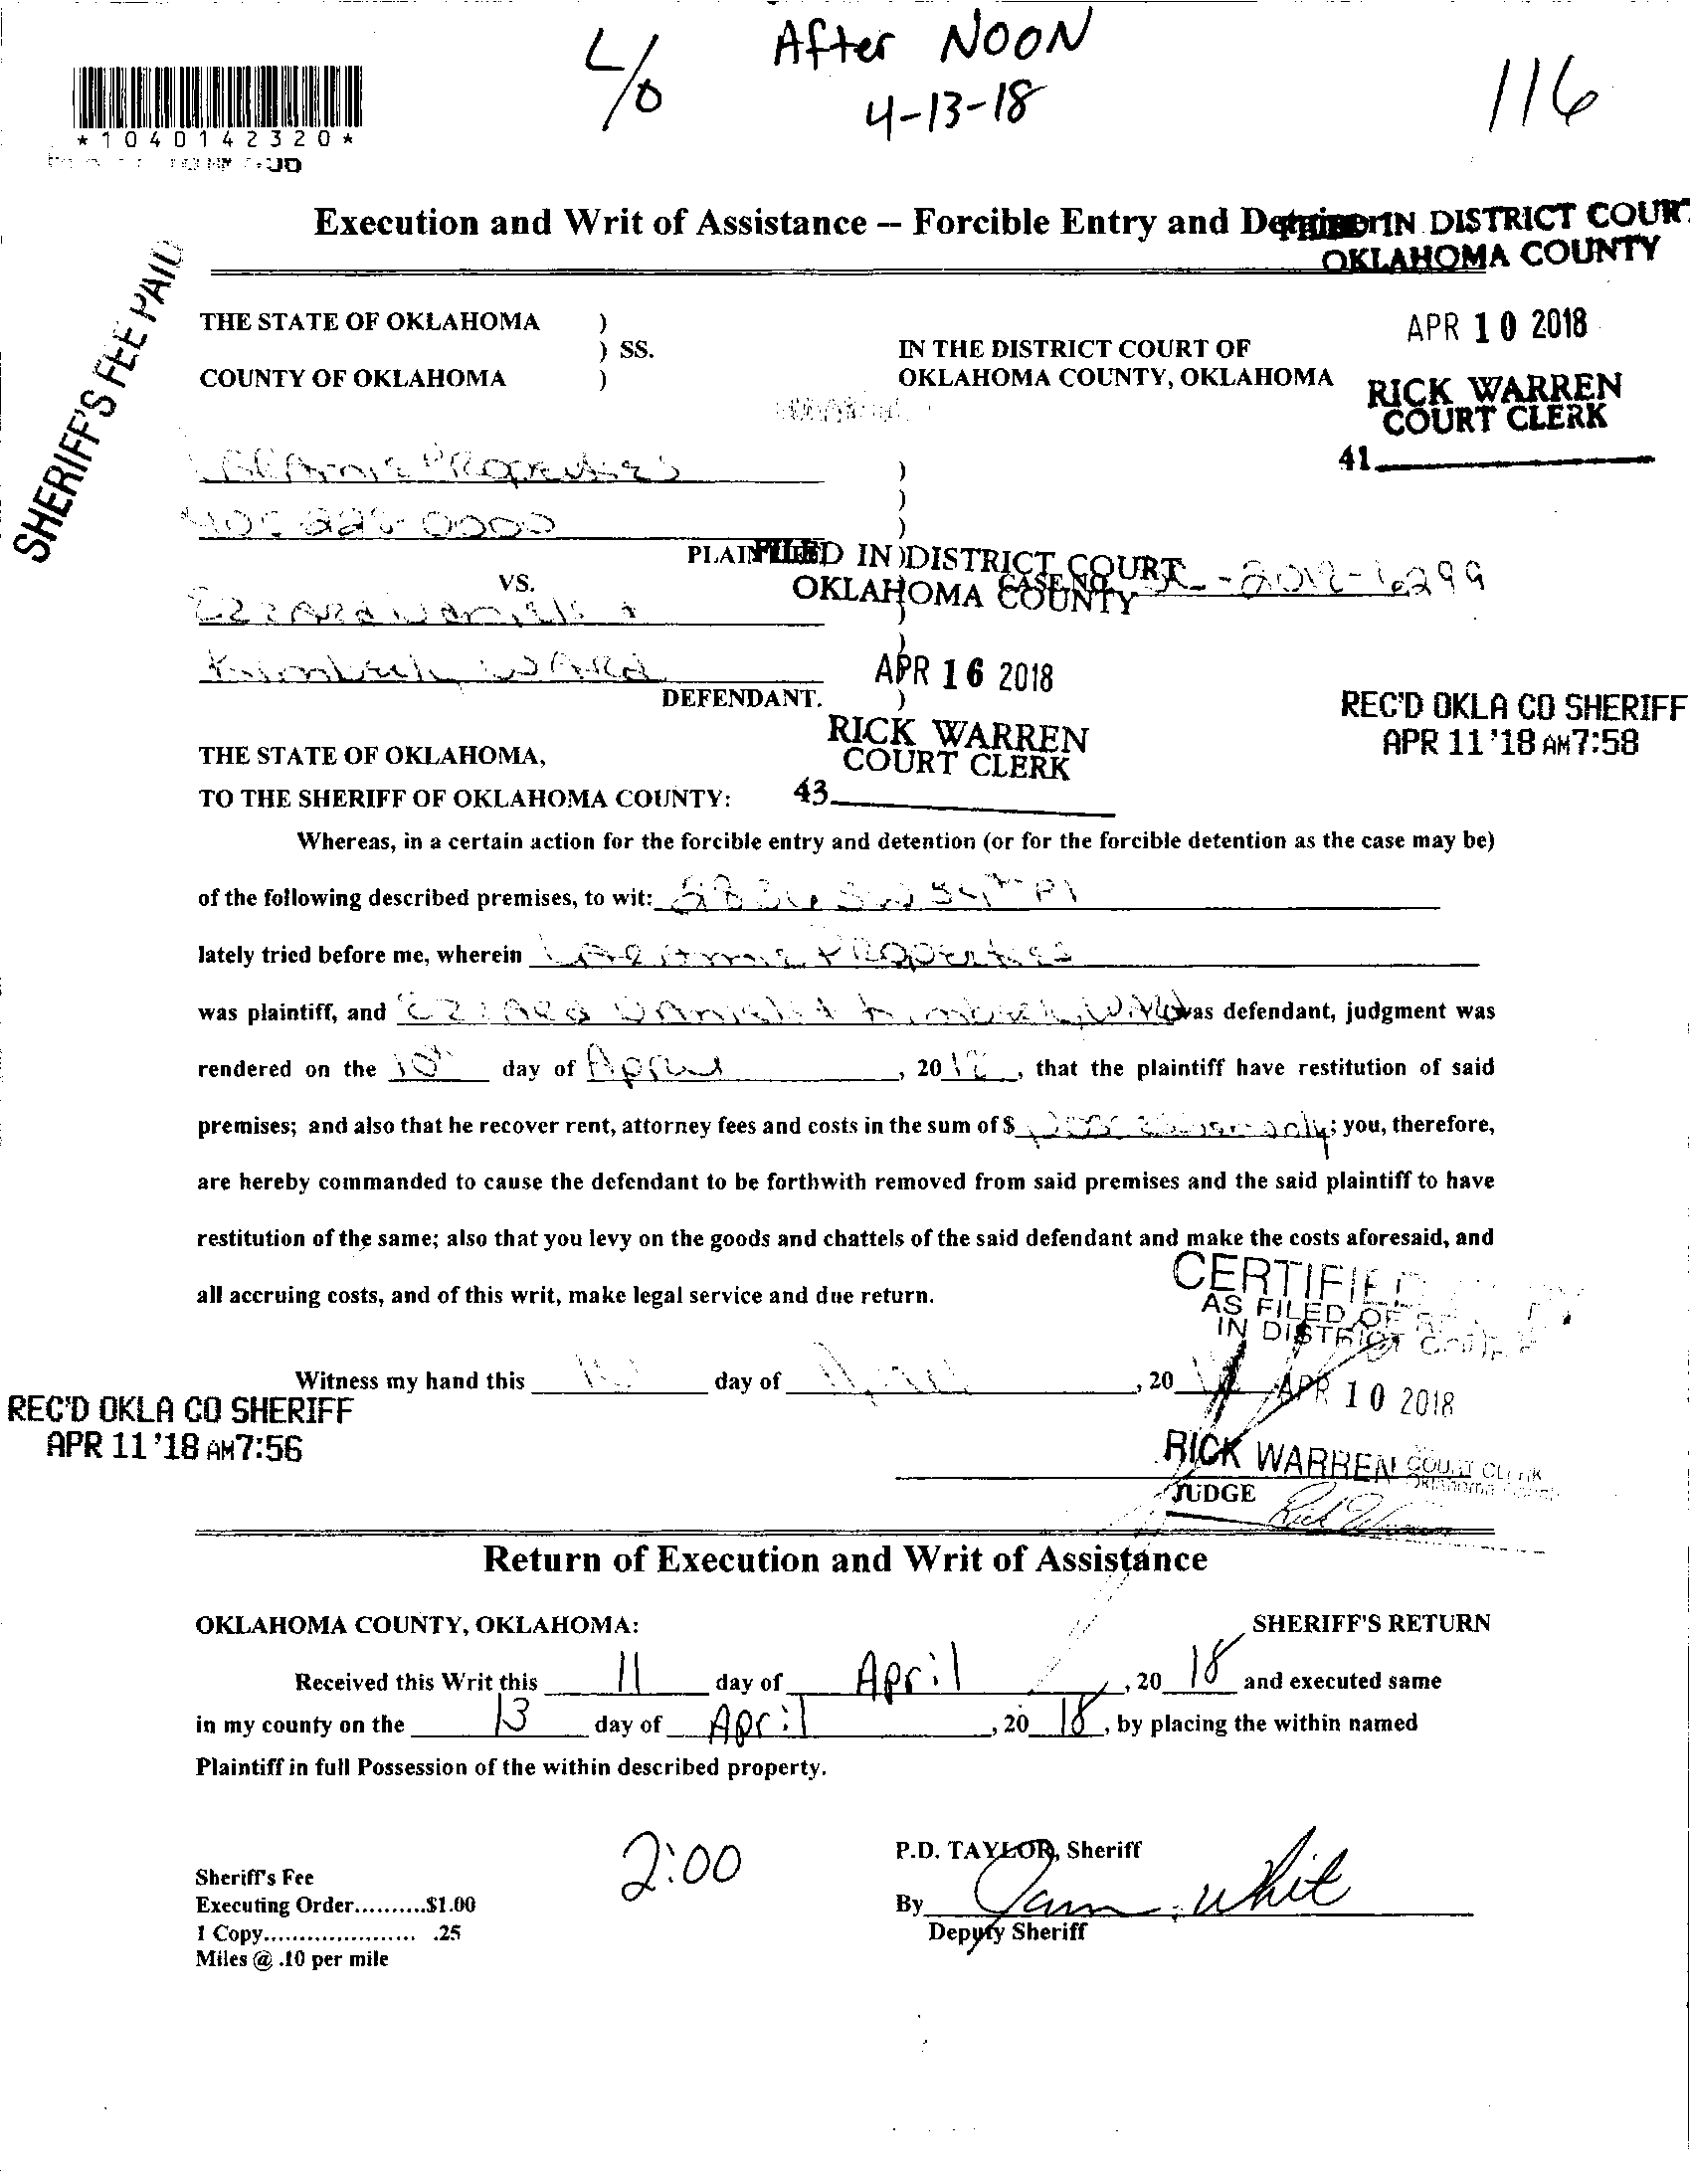 L/O
After NOON
4-13-18
116
*1040142320*
SHERIFF'S FEE PAID
Execution and Writ of Assistance – Forcible Entry and Detainer
IN DISTRICT COURT
OKLAHOMA COUNTY
THE STATE OF OKLAHOMA )
) SS.
COUNTY OF OKLAHOMA )
IN THE DISTRICT COURT OF
OKLAHOMA COUNTY, OKLAHOMA
APR 10 2018
RICK WARREN
COURT CLERK
41
Properties
405-228-0000
PLAINTIFF
FILED IN DISTRICT COURT
OKLAHOMA COUNTY
VS.
CASE NO. -2018-6299
Daniells &
Kimberly Ward
DEFENDANT.
APR 16 2018
RICK WARREN
COURT CLERK
43
REC'D OKLA CO SHERIFF
APR 11 '18 AM 7:58
THE STATE OF OKLAHOMA,
TO THE SHERIFF OF OKLAHOMA COUNTY:
Whereas, in a certain action for the forcible entry and detention (or for the forcible detention as the case may be)
of the following described premises, to wit: SW Pl
lately tried before me, wherein Properties
was plaintiff, and was defendant, judgment was
rendered on the 10th day of April, 2018, that the plaintiff have restitution of said
premises; and also that he recover rent, attorney fees and costs in the sum of $ only; you, therefore,
are hereby commanded to cause the defendant to be forthwith removed from said premises and the said plaintiff to have
restitution of the same; also that you levy on the goods and chattels of the said defendant and make the costs aforesaid, and
all accruing costs, and of this writ, make legal service and due return.
CERTIFIED
AS FILED OF
IN DISTRICT COURT
Witness my hand this 10 day of April, 20
APR 10 2018
REC'D OKLA CO SHERIFF
APR 11 '18 AM 7:56
RICK WARREN COURT CLERK
Oklahoma County
JUDGE
Return of Execution and Writ of Assistance
OKLAHOMA COUNTY, OKLAHOMA:
SHERIFF'S RETURN
Received this Writ this 11 day of April, 20 18 and executed same
in my county on the 13 day of April, 20 18, by placing the within named
Plaintiff in full Possession of the within described property.
2:00
P.D. TAYLOR, Sheriff
Sheriff's Fee
Executing Order..........$1.00
By
1 Copy..................... .25
Deputy Sheriff
Miles @ .10 per mile